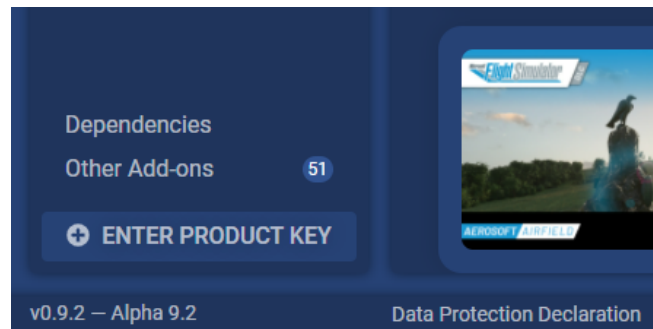 Microsoft
Flight Simulator
Dependencies
Other Add-ons 51
ENTER PRODUCT KEY
AEROSOFT AIRFIELD
v0.9.2 — Alpha 9.2 Data Protection Declaration